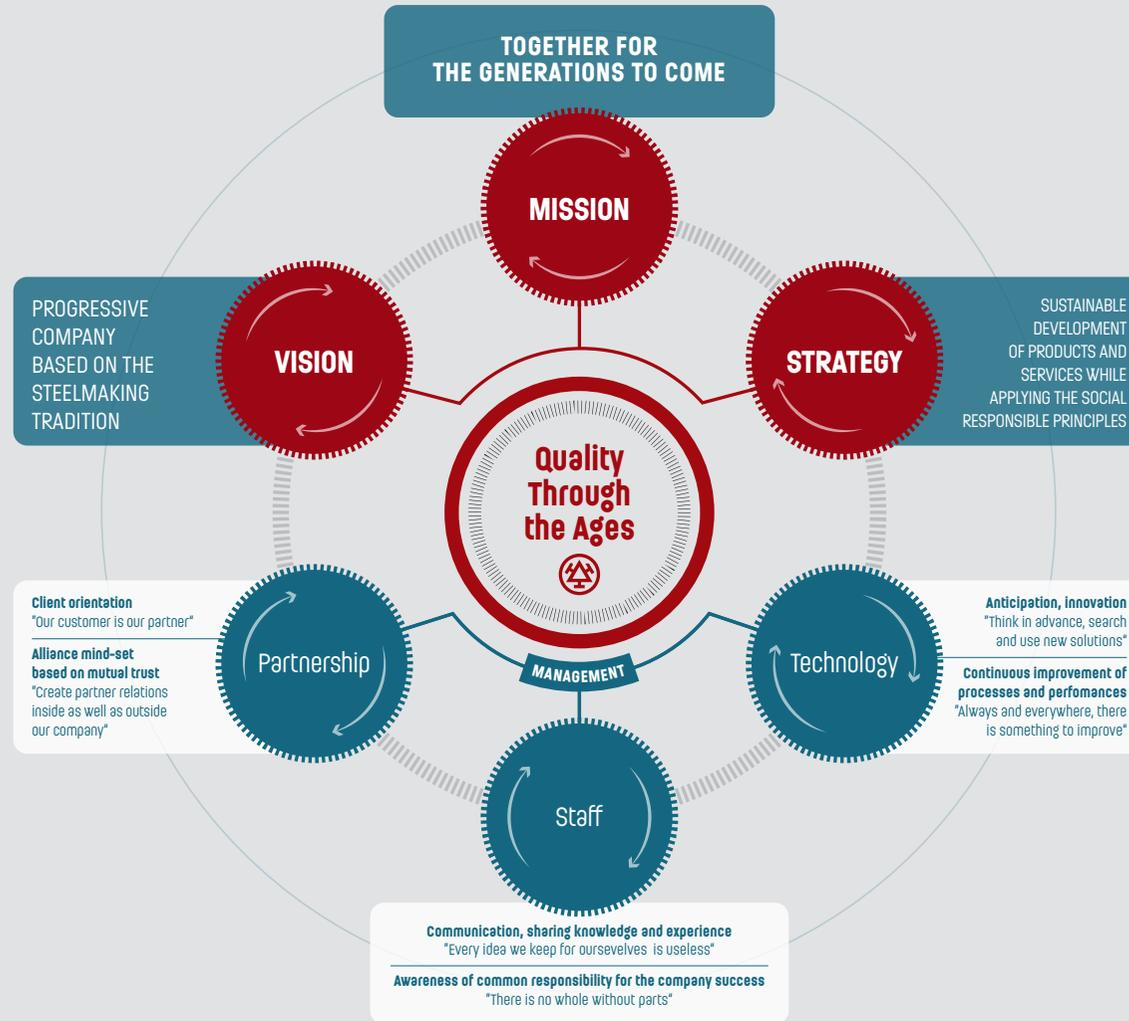 TOGETHER FOR
THE GENERATIONS TO COME
MISSION
PROGRESSIVE
COMPANY
BASED ON THE
STEELMAKING
TRADITION
VISION
STRATEGY
SUSTAINABLE
DEVELOPMENT
OF PRODUCTS AND
SERVICES WHILE
APPLYING THE SOCIAL
RESPONSIBLE PRINCIPLES
Quality
Through
the Ages
MANAGEMENT
Client orientation
"Our customer is our partner"
Alliance mind-set
based on mutual trust
"Create partner relations
inside as well as outside
our company"
Partnership
Technology
Anticipation, innovation
"Think in advance, search
and use new solutions"
Continuous improvement of
processes and perfomances
"Always and everywhere, there
is something to improve"
Staff
Communication, sharing knowledge and experience
"Every idea we keep for oursevelves is useless"
Awareness of common responsibility for the company success
"There is no whole without parts"